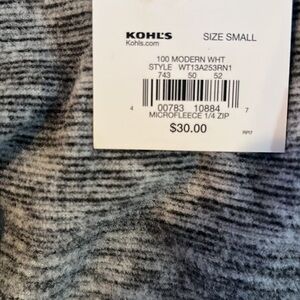 KOHL'S SIZE SMALL
Kohls.com
100 MODERN WHT
STYLE WT13A253RN1
743 50 52
4 00783 10884 7
MICROFLEECE 1/4 ZIP
$30.00